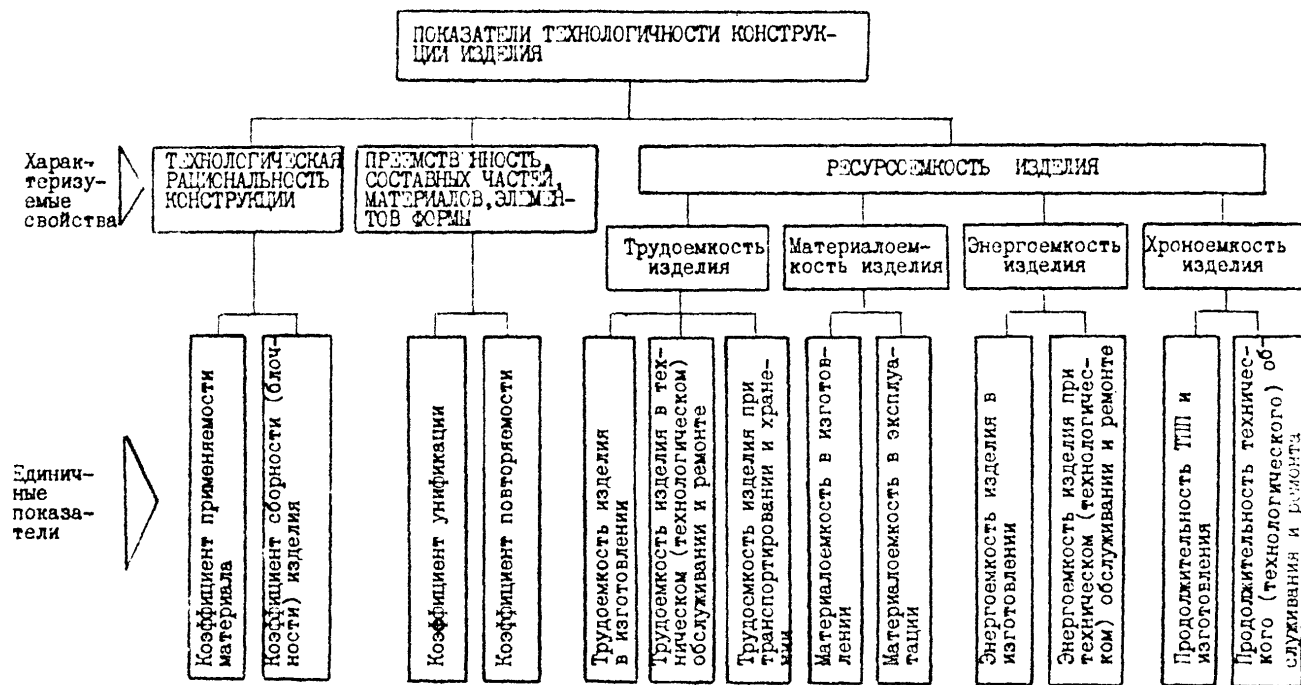 ПОКАЗАТЕЛИ ТЕХНОЛОГИЧНОСТИ КОНСТРУК-
ЦИИ ИЗДЕЛИЯ
Харак-
теризу-
емые
свойства
ТЕХНОЛОГИЧЕСКАЯ
РАЦИОНАЛЬНОСТЬ
КОНСТРУКЦИИ
ПРЕЕМСТВЕННОСТЬ,
СОСТАВНЫХ ЧАСТЕЙ,
МАТЕРИАЛОВ, ЭЛЕМЕН-
ТОВ ФОРМЫ
РЕСУРСОЕМКОСТЬ ИЗДЕЛИЯ
Трудоемкость
изделия
Материалоем-
кость изделия
Энергоемкость
изделия
Хроноемкость
изделия
Единич-
ные
показа-
тели
Коэффициент применяемости
материала
Коэффициент сборности (блоч-
ности) изделия
Коэффициент унификации
Коэффициент повторяемости
Трудоемкость изделия
в изготовлении
Трудоемкость изделия в тех-
ническом (технологическом)
обслуживании и ремонте
Трудоемкость изделия при
транспортировании и хране-
нии
Материалоемкость в изготов-
лении
Материалоемкость в эксплуа-
тации
Энергоемкость изделия в
изготовлении
Энергоемкость изделия при
техническом (технологичес-
ком) обслуживании и ремонте
Продолжительность ТПП и
изготовления
Продолжительность техничес-
кого (технологического) об-
служивания и ремонта